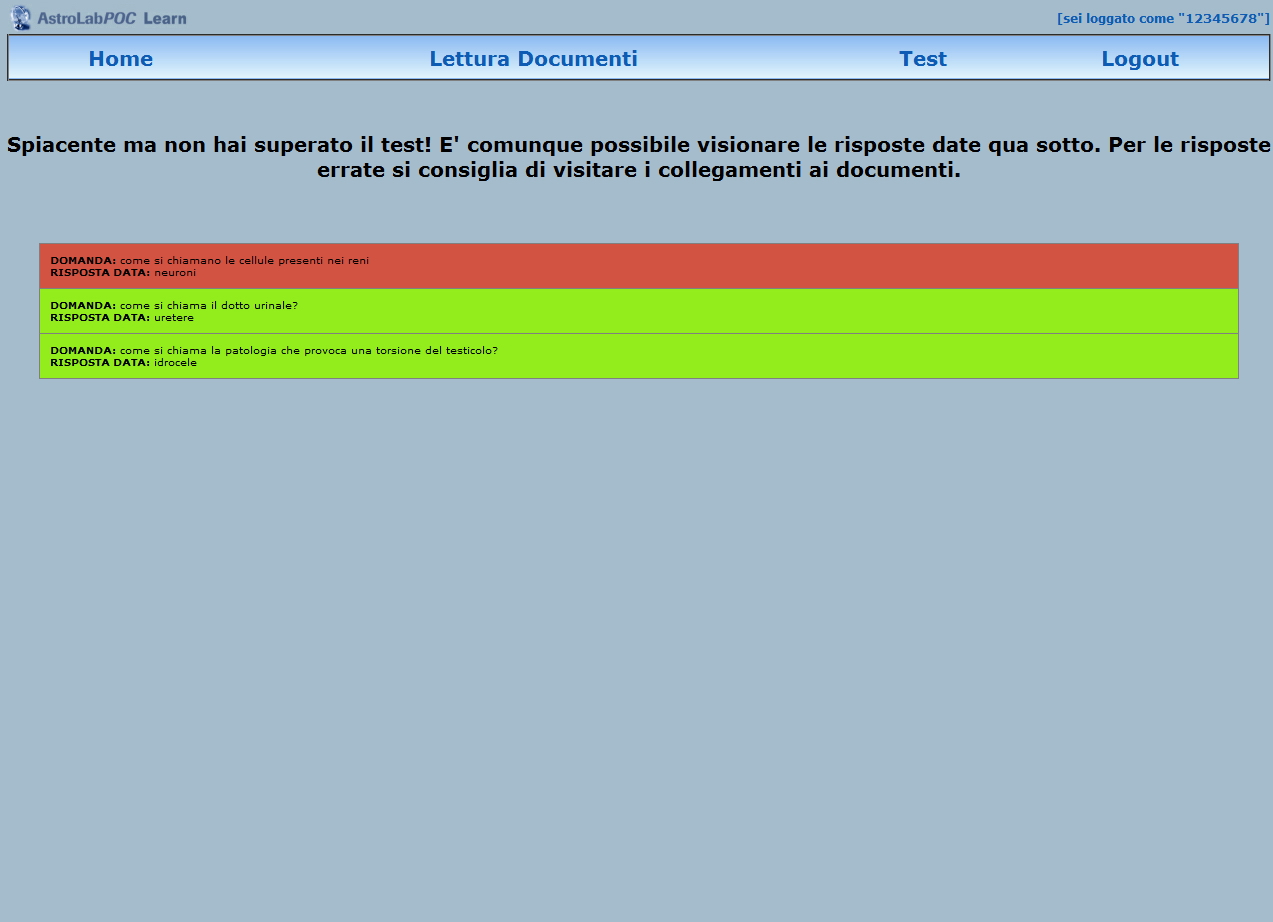 AstroLabPOC Learn
[sei loggato come "12345678"]
Home Lettura Documenti Test Logout
Spiacente ma non hai superato il test! E' comunque possibile visionare le risposte date qua sotto. Per le risposte
errate si consiglia di visitare i collegamenti ai documenti.
DOMANDA: come si chiamano le cellule presenti nei reni
RISPOSTA DATA: neuroni
DOMANDA: come si chiama il dotto urinale?
RISPOSTA DATA: uretere
DOMANDA: come si chiama la patologia che provoca una torsione del testicolo?
RISPOSTA DATA: idrocele